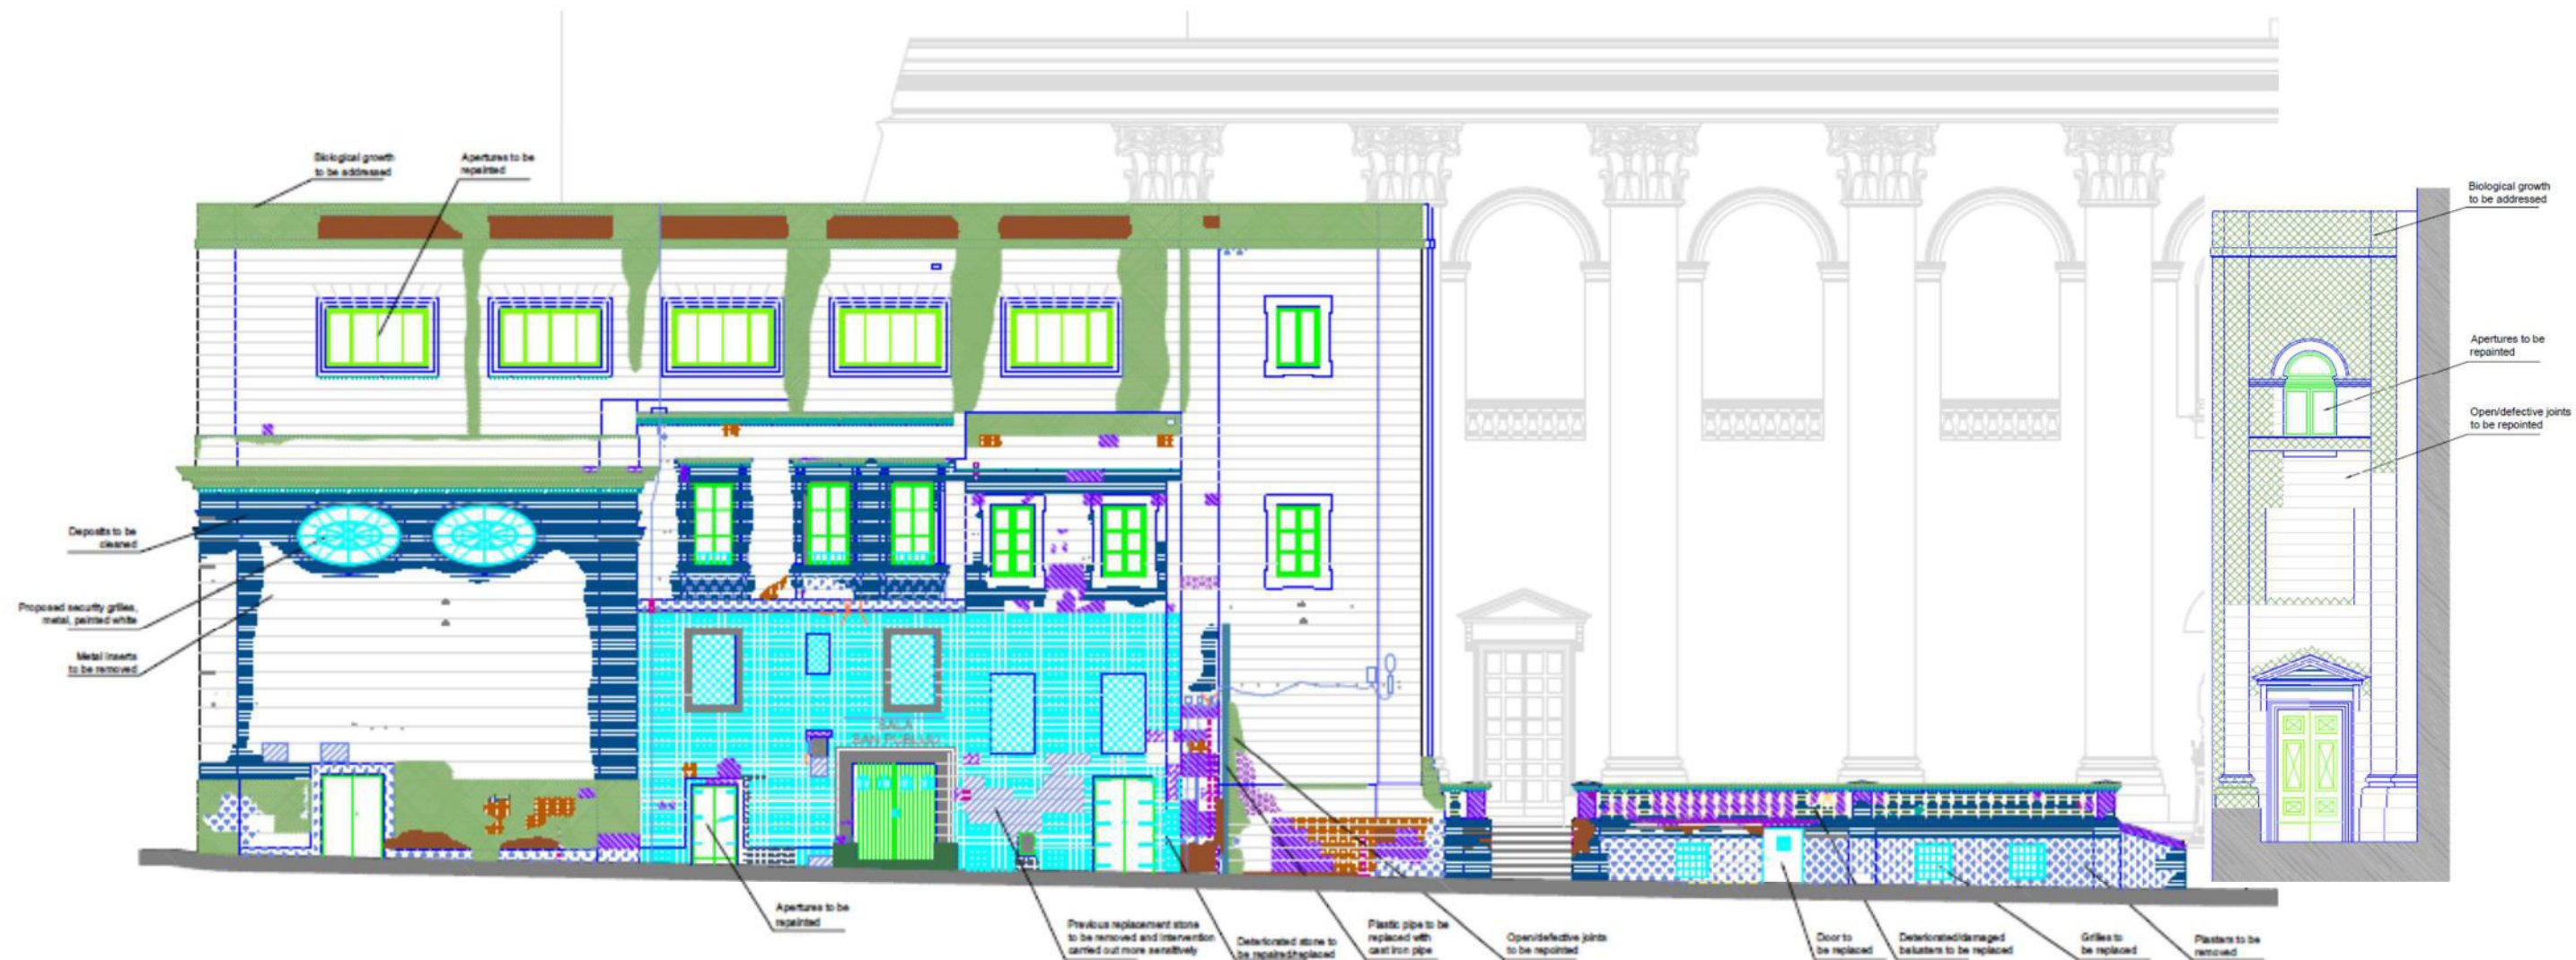 Biological growth
to be addressed
Apertures to be
repainted
Biological growth
to be addressed
Apertures to be
repainted
Open/defective joints
to be repointed
Deposits to be
cleaned
Proposed security grilles,
metal, painted white
Metal inserts
to be removed
SALA
SAN PUBLIJU
Apertures to be
repainted
Previous replacement stone
to be removed and intervention
carried out more sensitively
Deteriorated stone to
be repaired/replaced
Plastic pipe to be
replaced with
cast iron pipe
Open/defective joints
to be repointed
Door to
be replaced
Deteriorated/damaged
balusters to be replaced
Grilles to
be replaced
Plasters to be
removed